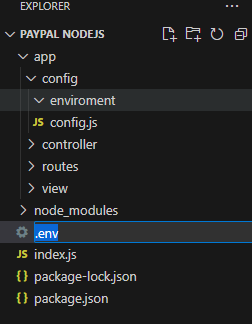 EXPLORER
PAYPAL NODEJS
app
config
enviroment
JS config.js
controller
routes
view
node_modules
.env
JS index.js
{} package-lock.json
{} package.json